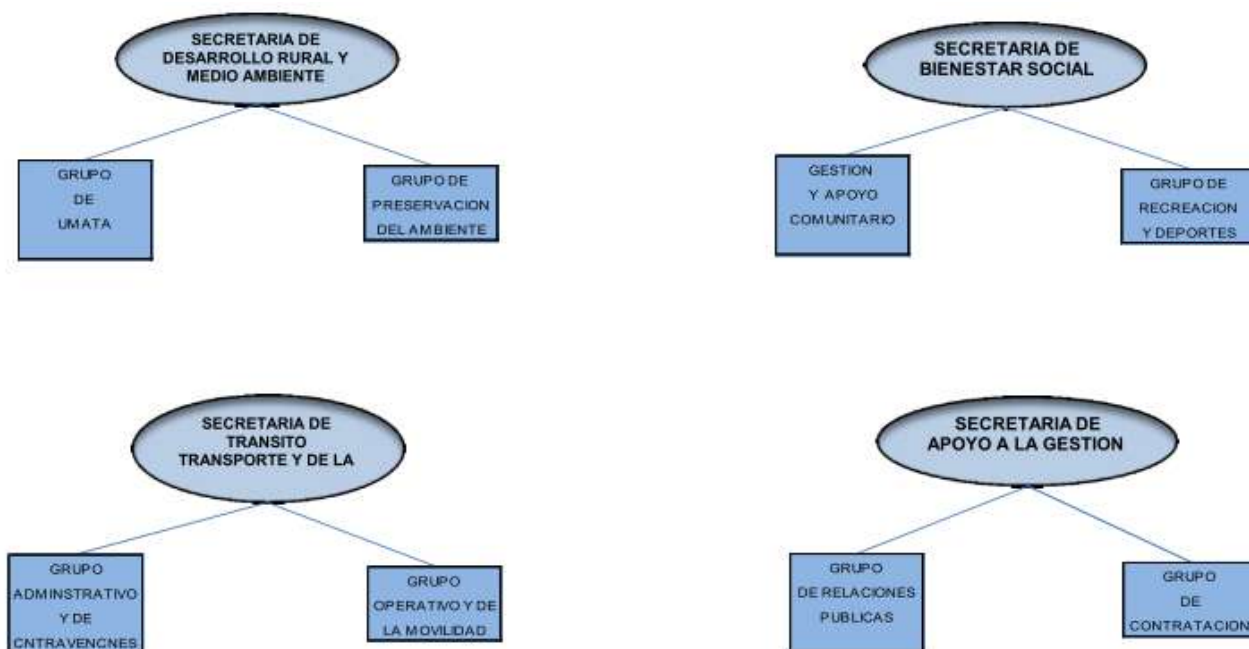 SECRETARIA DE
DESARROLLO RURAL Y
MEDIO AMBIENTE
GRUPO
DE
UMATA
GRUPO DE
PRESERVACION
DEL AMBIENTE
SECRETARIA DE
BIENESTAR SOCIAL
GESTION
Y APOYO
COMUNITARIO
GRUPO DE
RECREACION
Y DEPORTES
SECRETARIA DE
TRANSITO
TRANSPORTE Y DE LA
GRUPO
ADMINSTRATIVO
Y DE
CNTRAVENCNES
GRUPO
OPERATIVO Y DE
LA MOVILIDAD
SECRETARIA DE
APOYO A LA GESTION
GRUPO
DE RELACIONES
PUBLICAS
GRUPO
DE
CONTRATACION